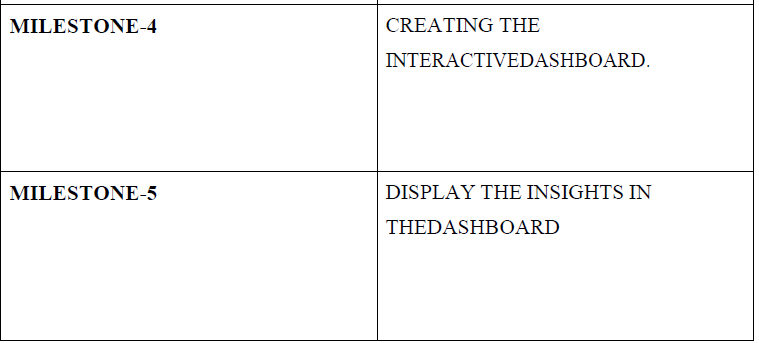 MILESTONE-4
CREATING THE
INTERACTIVEDASHBOARD.
MILESTONE-5
DISPLAY THE INSIGHTS IN
THEDASHBOARD